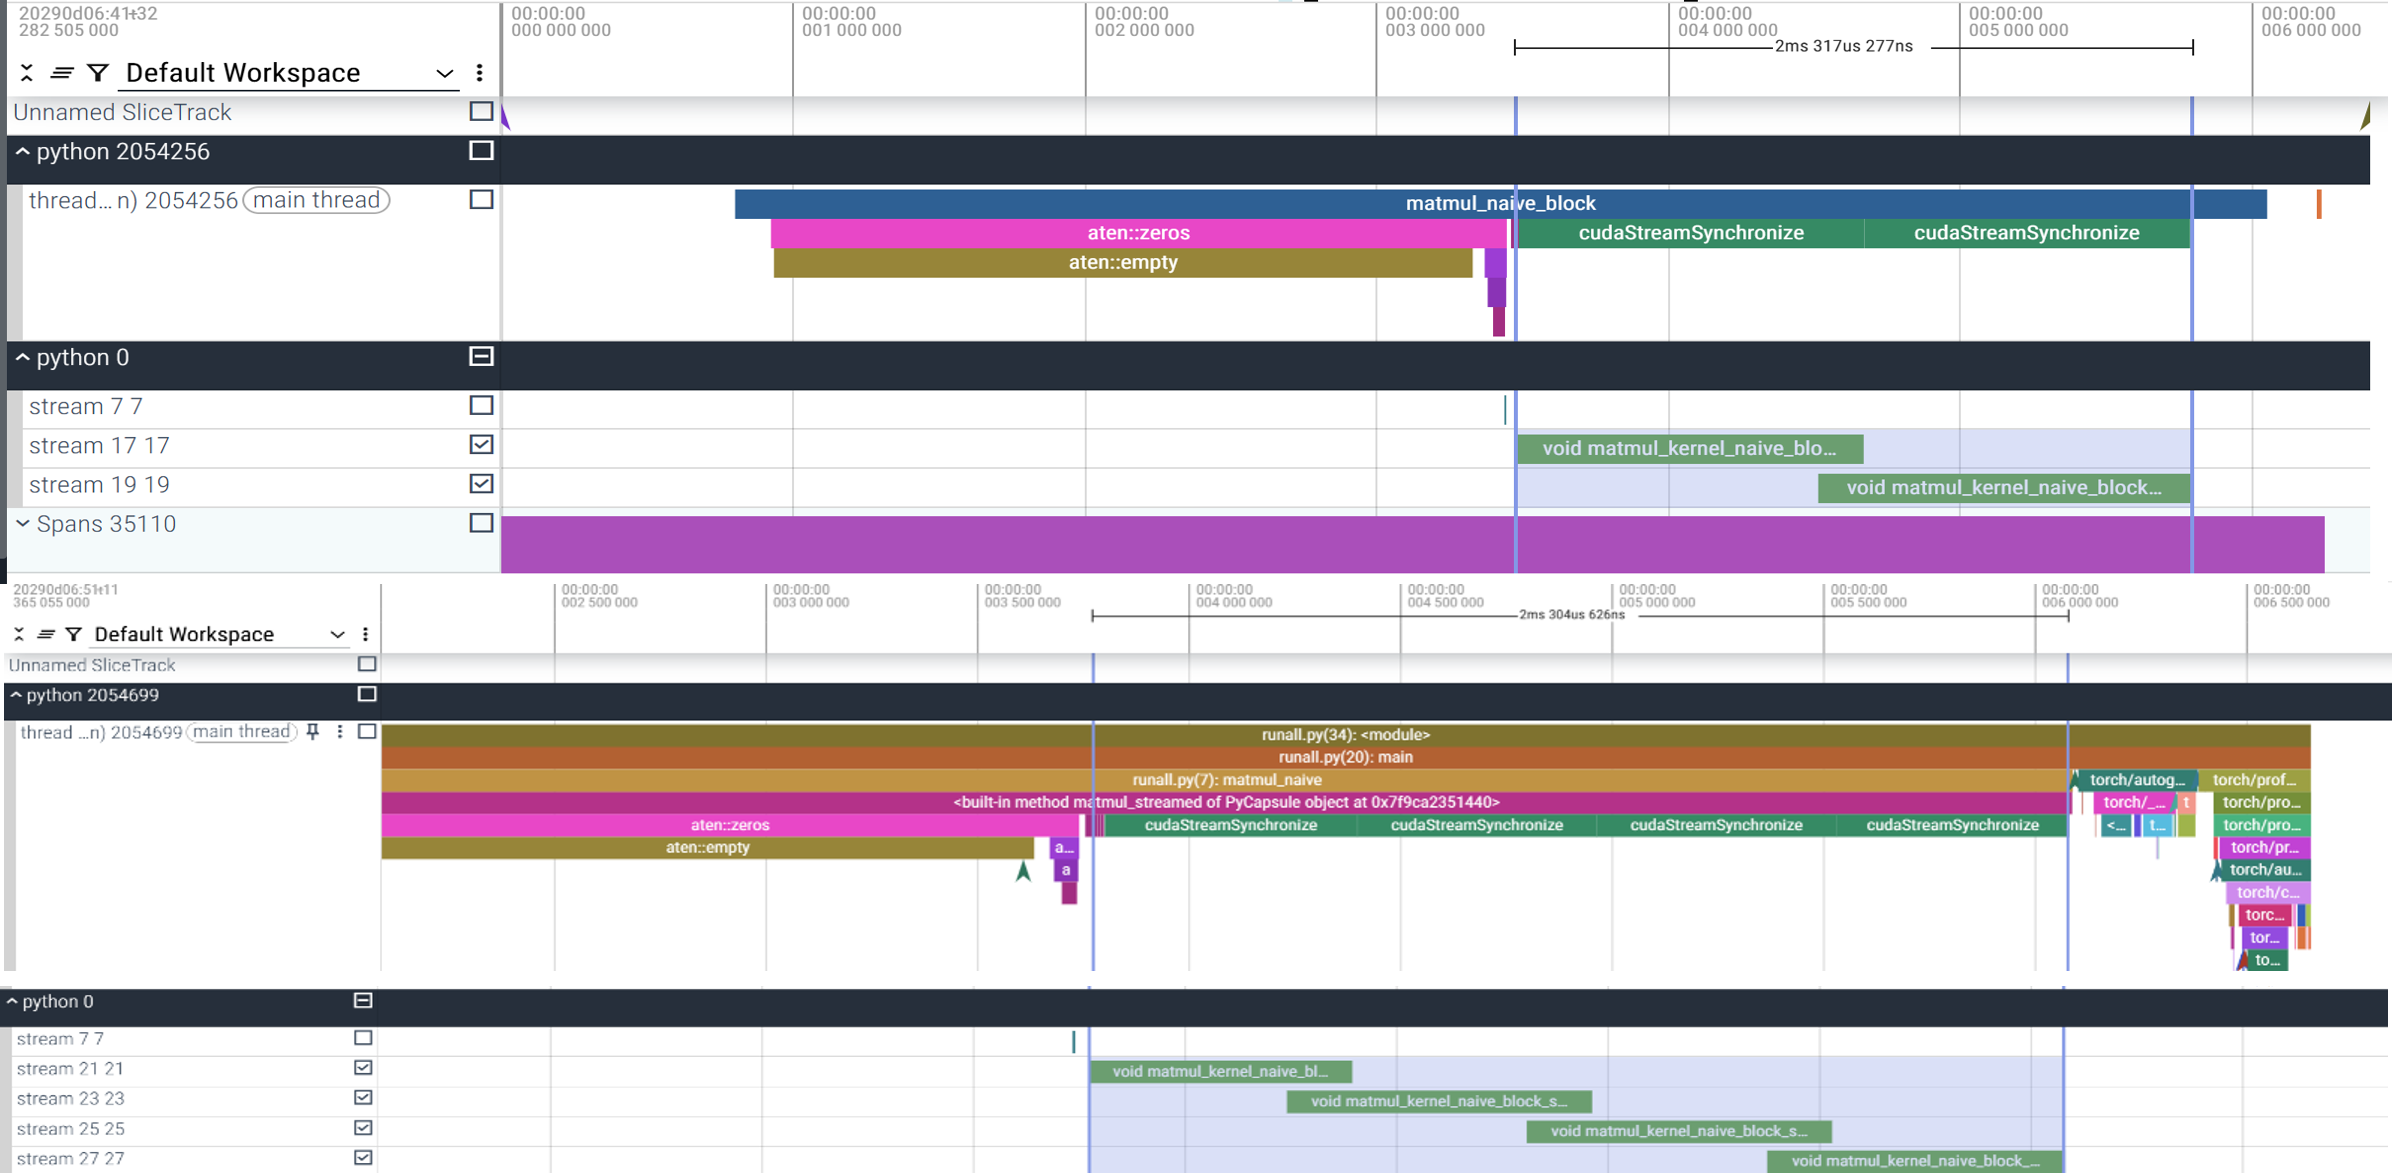 20290d06:41+32
282 505 000
00:00:00
000 000 000
00:00:00
001 000 000
00:00:00
002 000 000
00:00:00
003 000 000
00:00:00
004 000 000
00:00:00
005 000 000
00:00:00
006 000 000
2ms 317us 277ns
Default Workspace
Unnamed SliceTrack
python 2054256
thread... n) 2054256 main thread
matmul_naive_block
aten::zeros
cudaStreamSynchronize
cudaStreamSynchronize
aten::empty
python 0
stream 7 7
stream 17 17
void matmul_kernel_naive_blo...
stream 19 19
void matmul_kernel_naive_block...
Spans 35110
20290d06:51+11
365 055 000
00:00:00
002 500 000
00:00:00
003 000 000
00:00:00
003 500 000
00:00:00
004 000 000
00:00:00
004 500 000
00:00:00
005 000 000
00:00:00
005 500 000
00:00:00
006 000 000
00:00:00
006 500 000
2ms 304us 626ns
Default Workspace
Unnamed SliceTrack
python 2054699
thread ...n) 2054699 main thread
runall.py(34): <module>
runall.py(20): main
runall.py(7): matmul_naive
torch/autog...
torch/prof...
<built-in method matmul_streamed of PyCapsule object at 0x7f9ca2351440>
torch/_...
t
torch/pro...
aten::zeros
cudaStreamSynchronize
cudaStreamSynchronize
cudaStreamSynchronize
cudaStreamSynchronize
<...
t...
torch/pro...
aten::empty
a...
torch/pr...
a
torch/au...
torch/c...
torc...
tor...
to...
python 0
stream 7 7
stream 21 21
void matmul_kernel_naive_bl...
stream 23 23
void matmul_kernel_naive_block_s...
stream 25 25
void matmul_kernel_naive_block_s...
stream 27 27
void matmul_kernel_naive_block_...